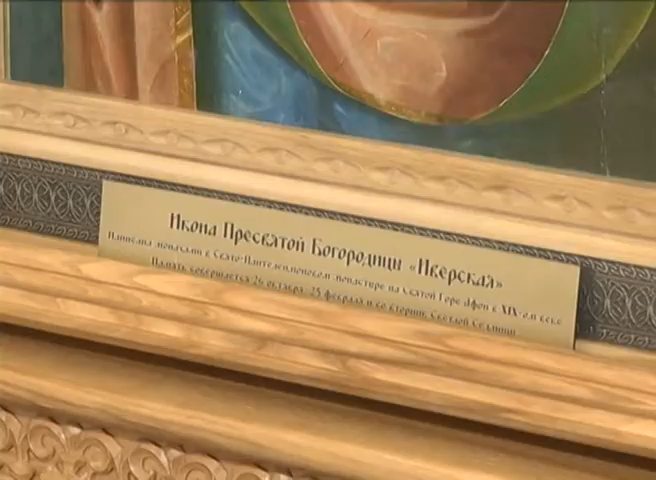 Икона Пресвятой Богородицы «Иверская»
Написана монахами в Свято-Пантелеимоновом монастыре на Святой Горе Афон в XIX-ом веке
Память совершается 26 октября, 25 февраля и во вторник Светлой Седмицы